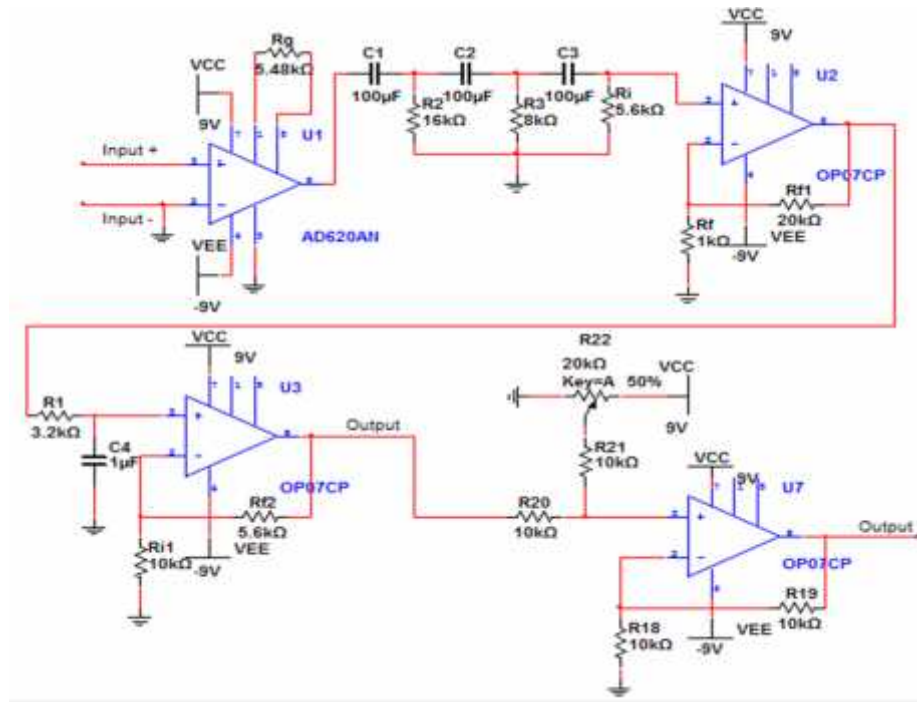 VCC
9V
Rg
5.48kΩ
U1
Input +
Input -
AD620AN
VEE
-9V
C1
100µF
C2
100µF
C3
100µF
R2
16kΩ
R3
8kΩ
Ri
5.6kΩ
VCC
9V
U2
OP07CP
Rf1
20kΩ
Rf
1kΩ
VEE
-9V
R1
3.2kΩ
C4
1µF
VCC
9V
U3
OP07CP
Output
Rf2
5.6kΩ
Ri1
10kΩ
VEE
-9V
R22
20kΩ
Key=A
50%
VCC
9V
R21
10kΩ
R20
10kΩ
VCC
9V
U7
OP07CP
Output
R19
10kΩ
R18
10kΩ
VEE
-9V